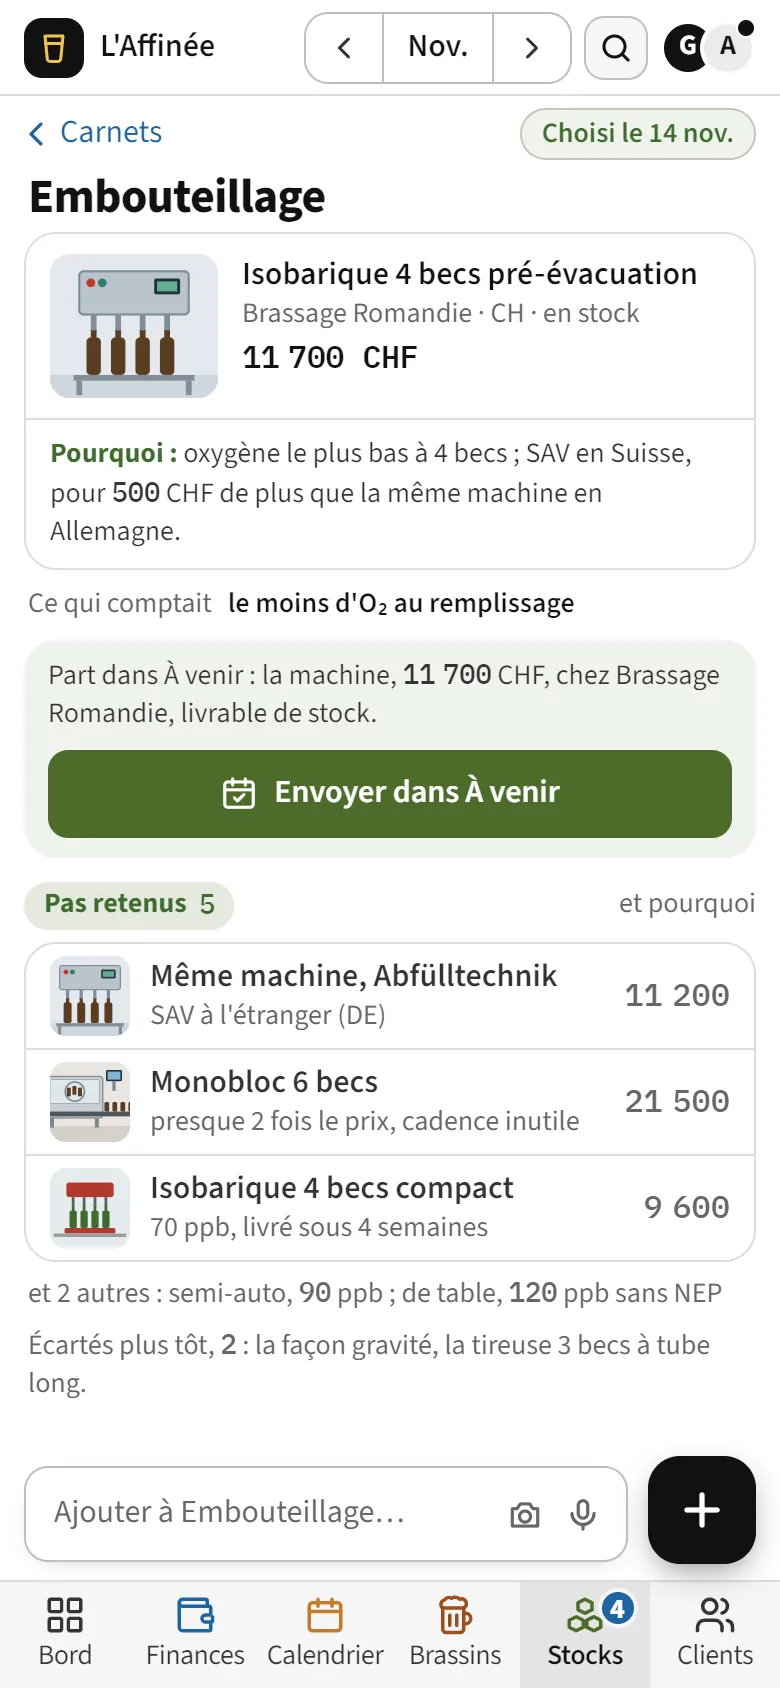 L'Affinée
Nov.
G
A
Carnets
Choisi le 14 nov.
Embouteillage
Isobarique 4 becs pré-évacuation
Brassage Romandie · CH · en stock
11 700 CHF
Pourquoi : oxygène le plus bas à 4 becs ; SAV en Suisse,
pour 500 CHF de plus que la même machine en
Allemagne.
Ce qui comptait le moins d'O₂ au remplissage
Part dans À venir : la machine, 11 700 CHF, chez Brassage
Romandie, livrable de stock.
Envoyer dans À venir
Pas retenus 5
et pourquoi
Même machine, Abfülltechnik
SAV à l'étranger (DE)
11 200
Monobloc 6 becs
presque 2 fois le prix, cadence inutile
21 500
Isobarique 4 becs compact
70 ppb, livré sous 4 semaines
9 600
et 2 autres : semi-auto, 90 ppb ; de table, 120 ppb sans NEP
Écartés plus tôt, 2 : la façon gravité, la tireuse 3 becs à tube
long.
Ajouter à Embouteillage…
4
Bord
Finances
Calendrier
Brassins
Stocks
Clients